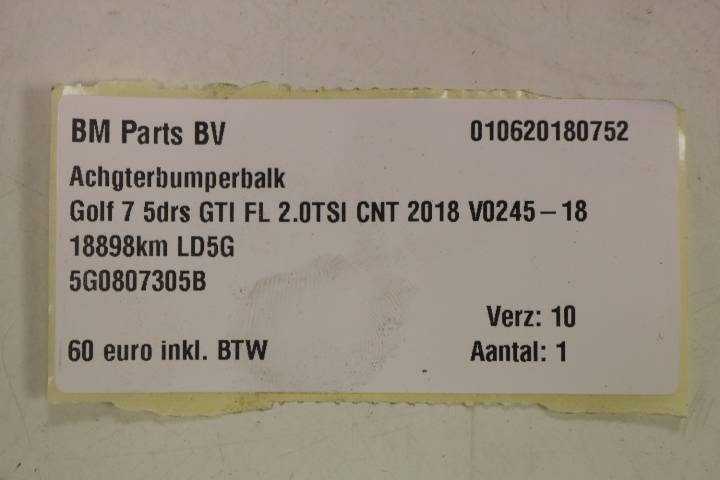 BM Parts BV 010620180752
Achgterbumperbalk
Golf 7 5drs GTI FL 2.0TSI CNT 2018 V0245-18
18898km LD5G
5G0807305B
Verz: 10
60 euro inkl. BTW Aantal: 1